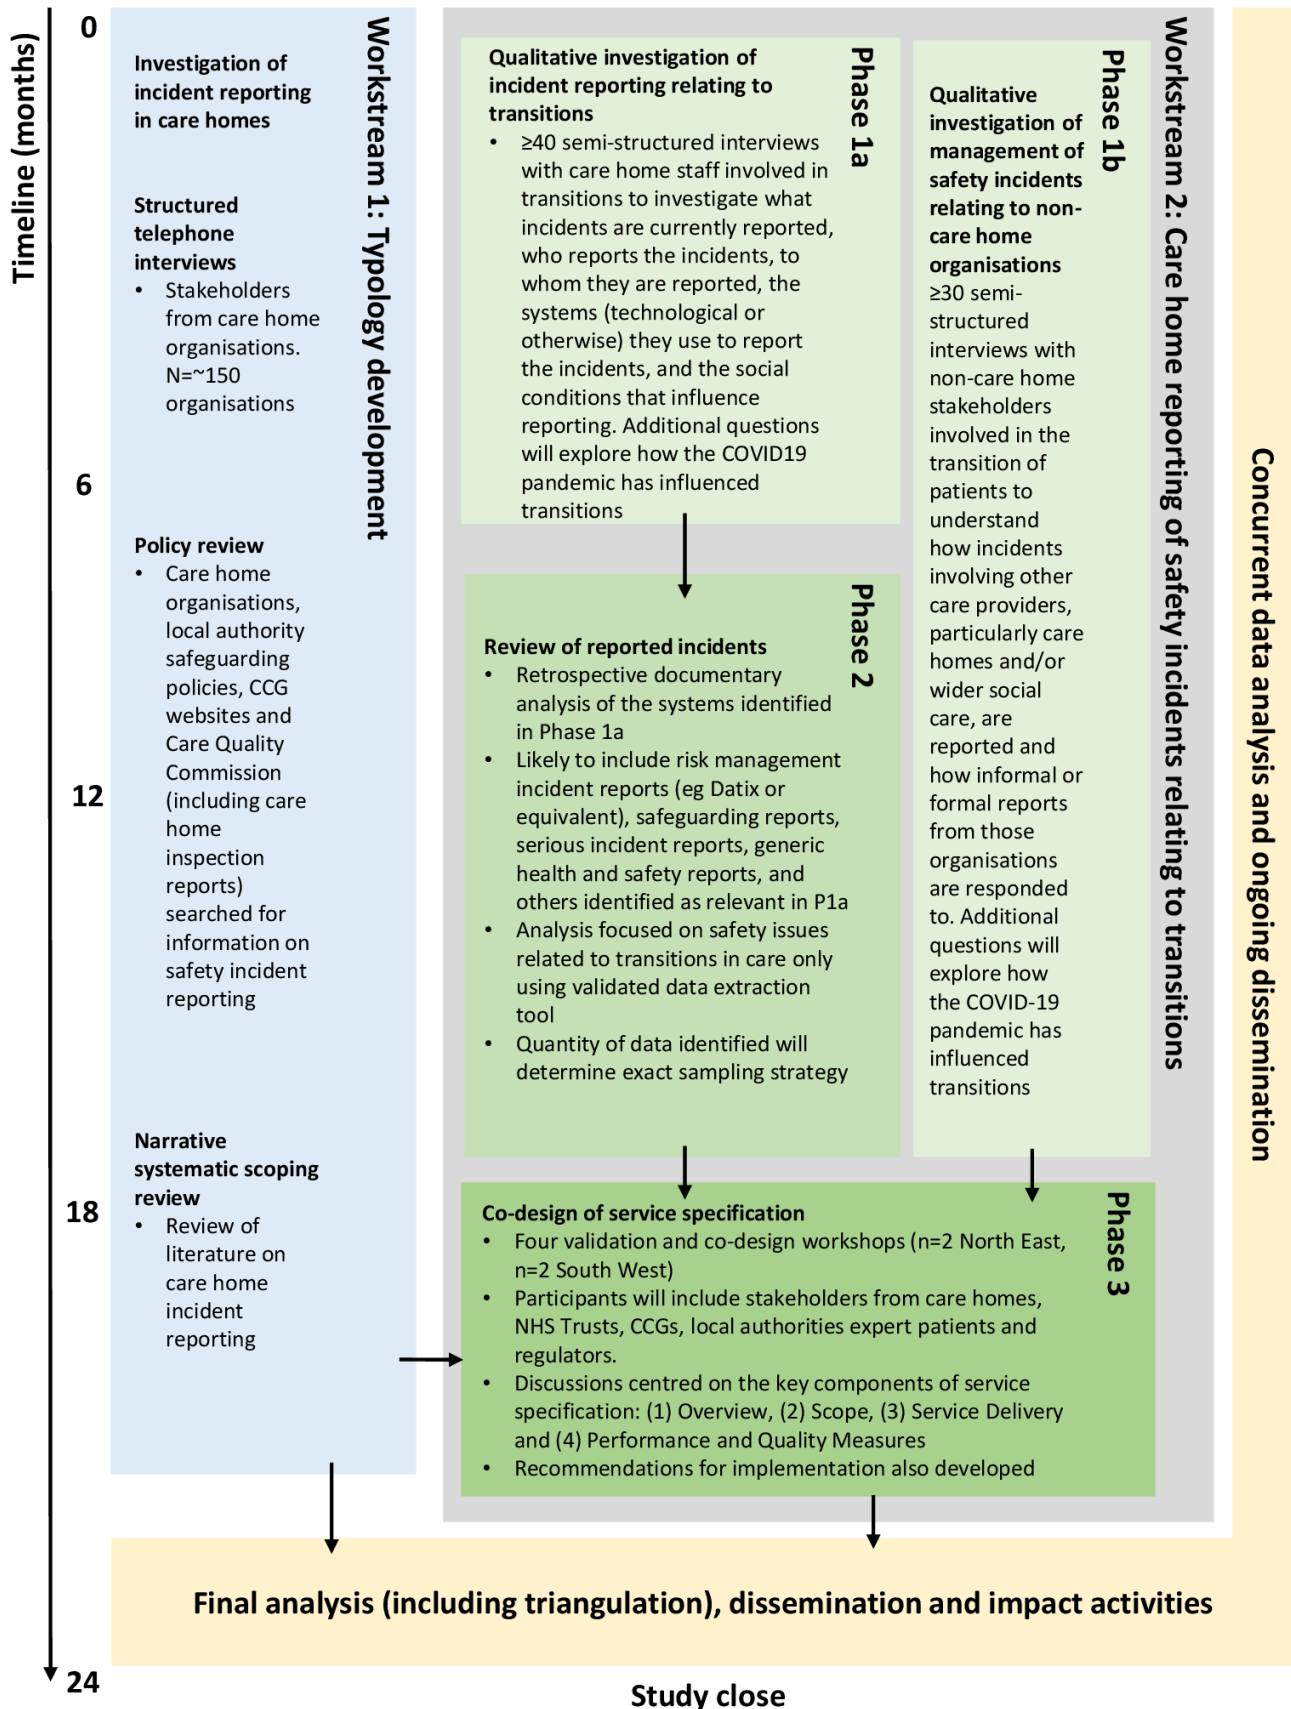 Timeline (months)
0
6
12
18
24
Workstream 1: Typology development
Investigation of
incident reporting
in care homes
Structured
telephone
interviews
• Stakeholders
from care home
organisations.
N=~150
organisations
Policy review
• Care home
organisations,
local authority
safeguarding
policies, CCG
websites and
Care Quality
Commission
(including care
home
inspection
reports)
searched for
information on
safety incident
reporting
Narrative
systematic scoping
review
• Review of
literature on
care home
incident
reporting
Workstream 2: Care home reporting of safety incidents relating to transitions
Phase 1a
Qualitative investigation of
incident reporting relating to
transitions
• ≥40 semi-structured interviews
with care home staff involved in
transitions to investigate what
incidents are currently reported,
who reports the incidents, to
whom they are reported, the
systems (technological or
otherwise) they use to report
the incidents, and the social
conditions that influence
reporting. Additional questions
will explore how the COVID19
pandemic has influenced
transitions
Phase 1b
Qualitative
investigation of
management of
safety incidents
relating to non-
care home
organisations
≥30 semi-
structured
interviews with
non-care home
stakeholders
involved in the
transition of
patients to
understand
how incidents
involving other
care providers,
particularly care
homes and/or
wider social
care, are
reported and
how informal or
formal reports
from those
organisations
are responded
to. Additional
questions will
explore how
the COVID-19
pandemic has
influenced
transitions
Phase 2
Review of reported incidents
• Retrospective documentary
analysis of the systems identified
in Phase 1a
• Likely to include risk management
incident reports (eg Datix or
equivalent), safeguarding reports,
serious incident reports, generic
health and safety reports, and
others identified as relevant in P1a
• Analysis focused on safety issues
related to transitions in care only
using validated data extraction
tool
• Quantity of data identified will
determine exact sampling strategy
Phase 3
Co-design of service specification
• Four validation and co-design workshops (n=2 North East,
n=2 South West)
• Participants will include stakeholders from care homes,
NHS Trusts, CCGs, local authorities expert patients and
regulators.
• Discussions centred on the key components of service
specification: (1) Overview, (2) Scope, (3) Service Delivery
and (4) Performance and Quality Measures
• Recommendations for implementation also developed
Concurrent data analysis and ongoing dissemination
Final analysis (including triangulation), dissemination and impact activities
Study close